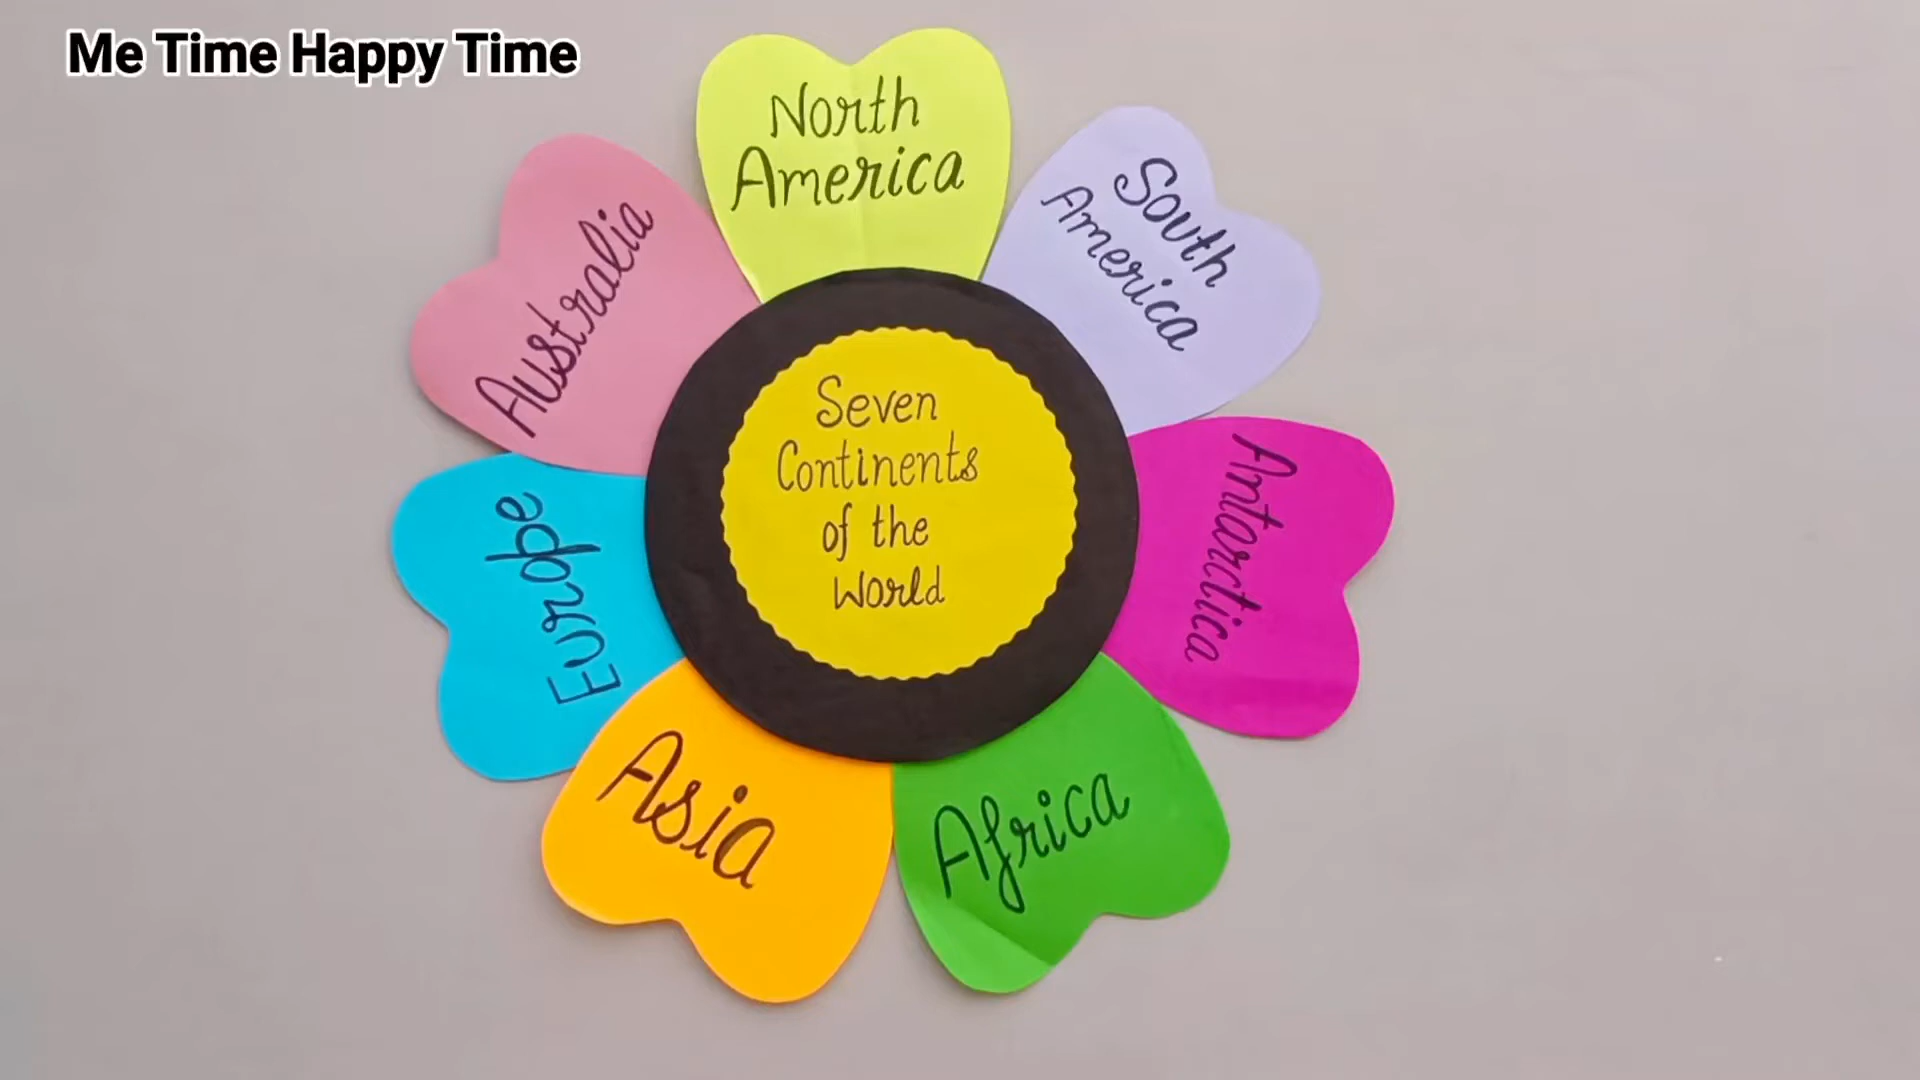 Me Time Happy Time
North
America
South
America
Antarctica
Africa
Asia
Europe
Australia
Seven
Continents
of the
World